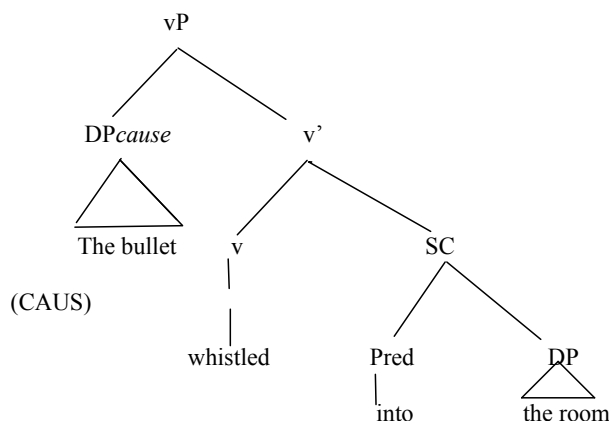 vP
DPcause v’
The bullet v SC
(CAUS)
whistled Pred DP
into the room